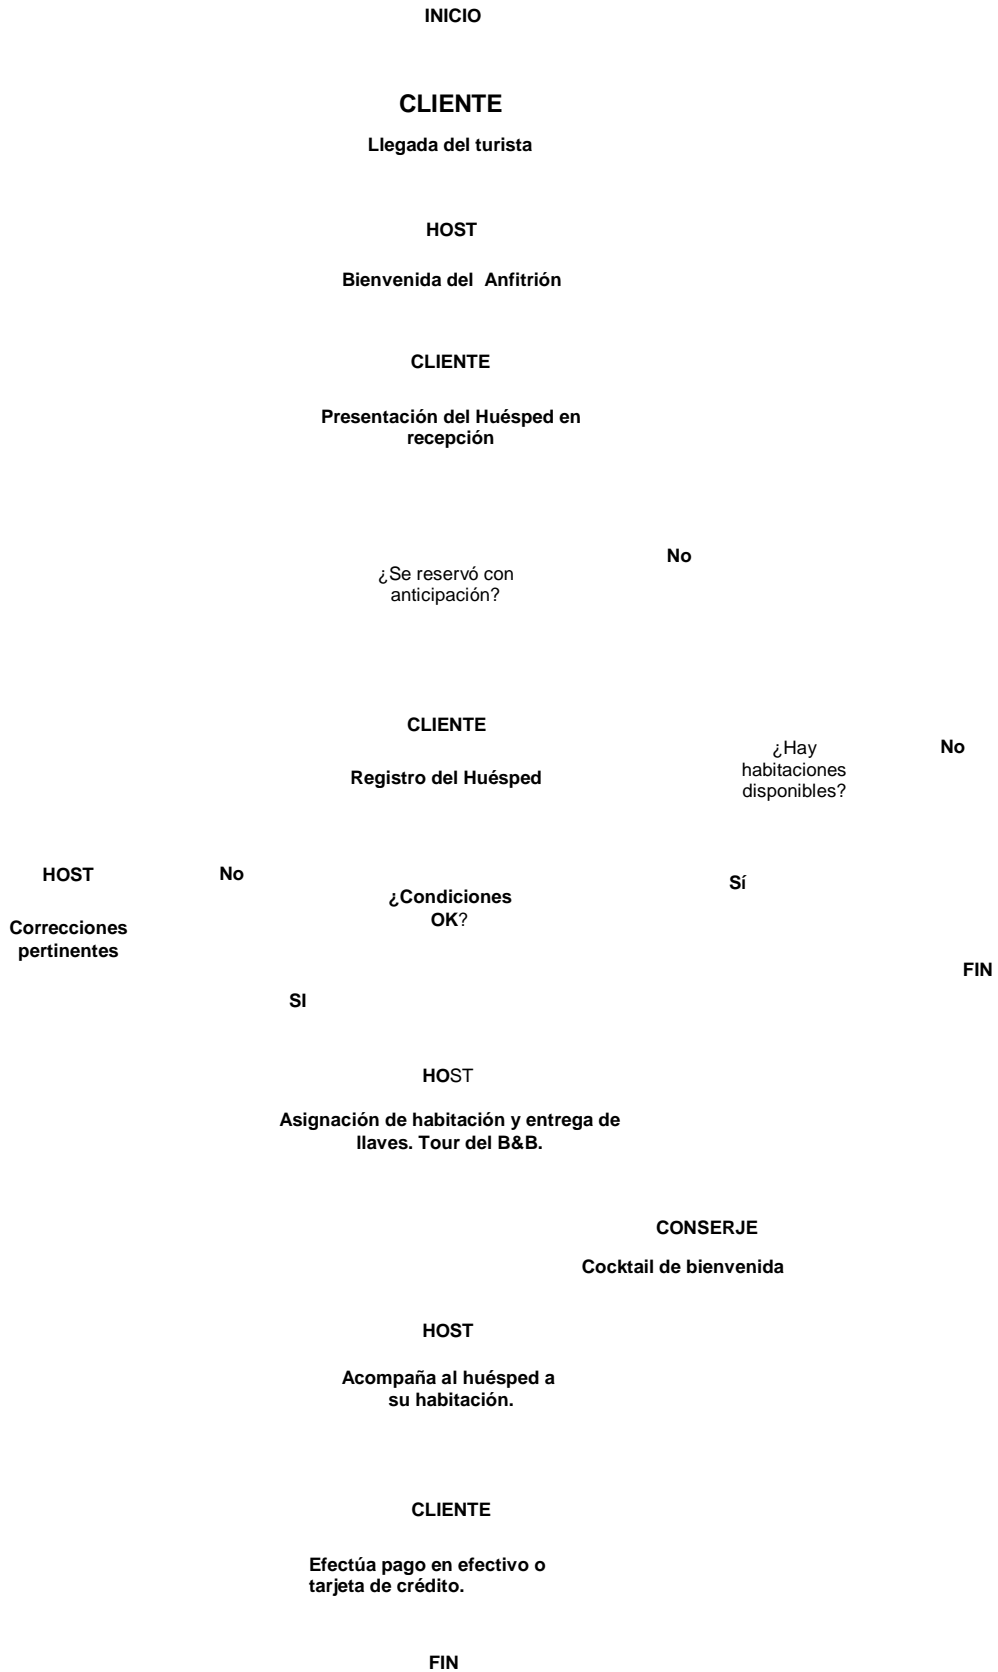 INICIO
CLIENTE
Llegada del turista
HOST
Bienvenida del  Anfitrión
CLIENTE
Presentación del Huésped en
recepción
No
¿Se reservó con
anticipación?
CLIENTE
Registro del Huésped
¿Hay
habitaciones
disponibles?
No
HOST
Correcciones
pertinentes
No
¿Condiciones
OK?
Sí
FIN
SI
HOST
Asignación de habitación y entrega de
llaves. Tour del B&B.
CONSERJE
Cocktail de bienvenida
HOST
Acompaña al huésped a
su habitación.
CLIENTE
Efectúa pago en efectivo o
tarjeta de crédito.
FIN